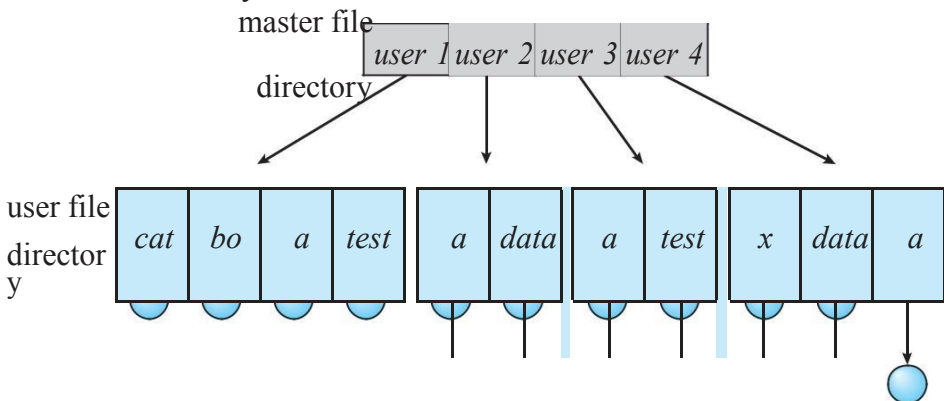 master file
user 1 user 2 user 3 user 4
directory
user file
cat bo a test a data a test x data a
director
y